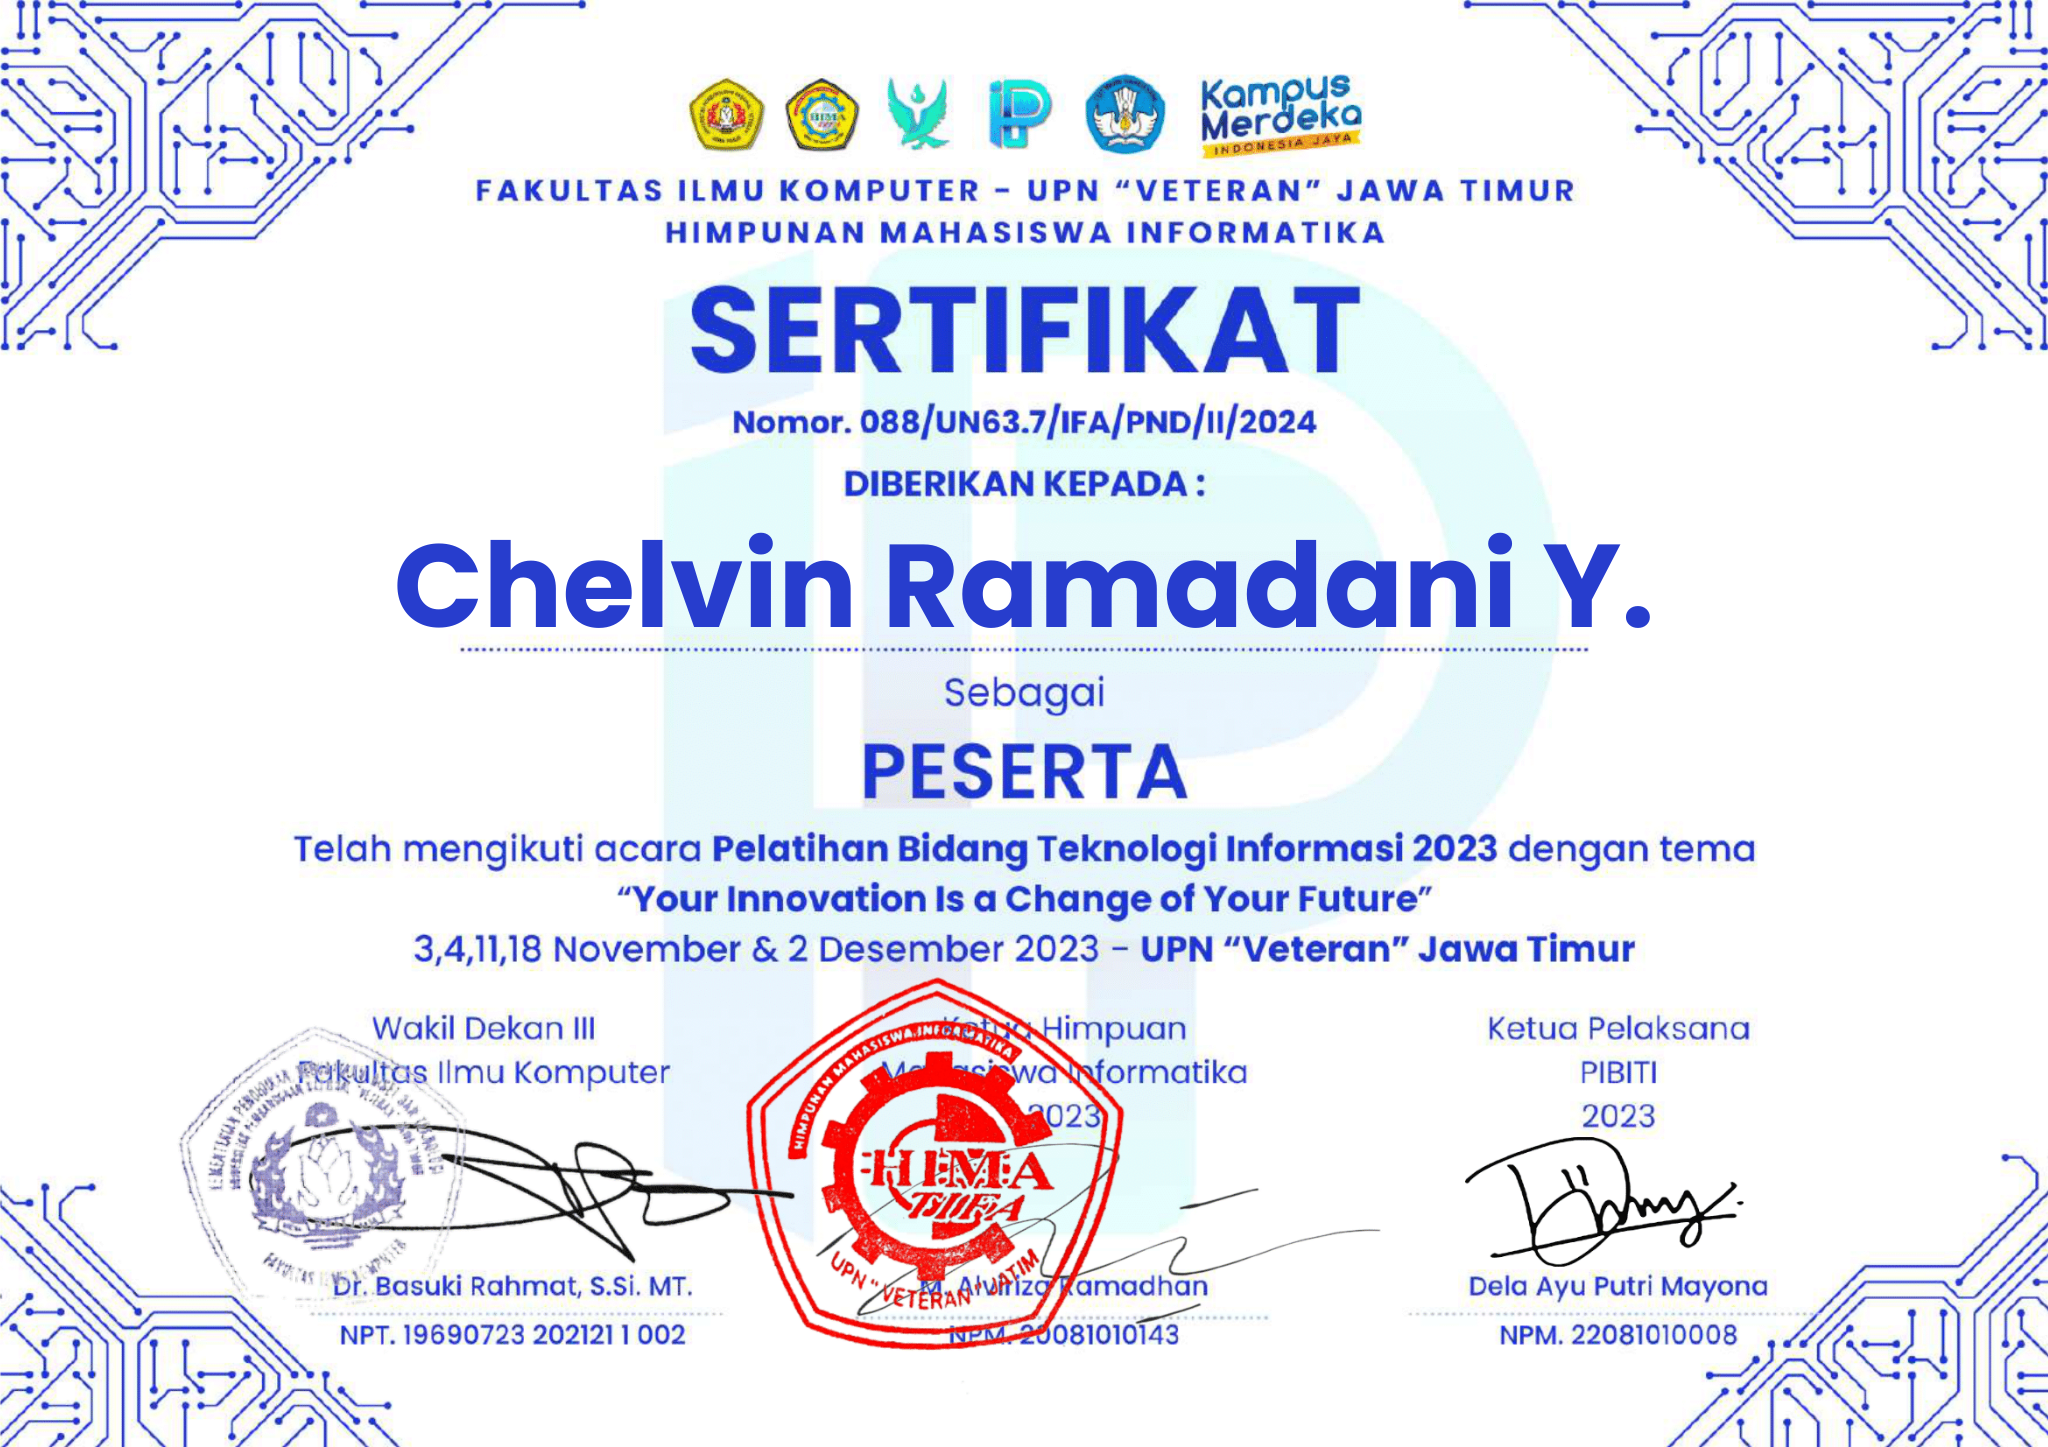 Kampus
Merdeka
INDONESIA JAYA
FAKULTAS ILMU KOMPUTER - UPN “VETERAN” JAWA TIMUR
HIMPUNAN MAHASISWA INFORMATIKA
SERTIFIKAT
Nomor. 088/UN63.7/IFA/PND/II/2024
DIBERIKAN KEPADA :
Chelvin Ramadani Y.
Sebagai
PESERTA
Telah mengikuti acara Pelatihan Bidang Teknologi Informasi 2023 dengan tema
“Your Innovation Is a Change of Your Future”
3,4,11,18 November & 2 Desember 2023 - UPN “Veteran” Jawa Timur
Wakil Dekan III
Fakultas Ilmu Komputer
Dr. Basuki Rahmat, S.Si. MT.
NPT. 19690723 202121 1 002
Ketua Himpuan
Mahasiswa Informatika
2023
HIMPUNAN MAHASISWA INFORMATIKA
HIMA
UPN "VETERAN" JATIM
M. Ramadhan
NPM. 20081010143
Ketua Pelaksana
PIBITI
2023
Dela Ayu Putri Mayona
NPM. 22081010008